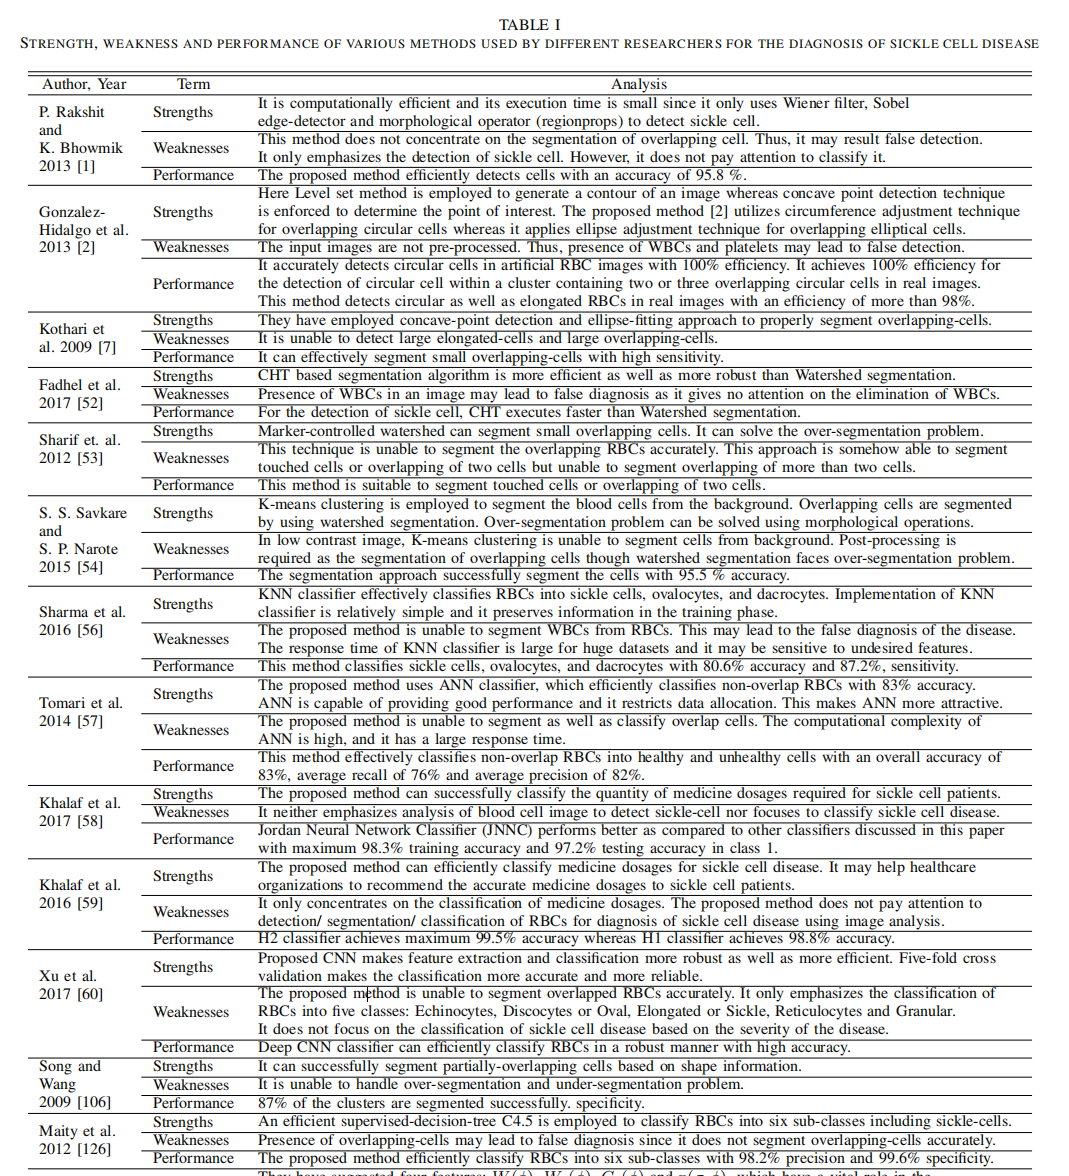 TABLE I
STRENGTH, WEAKNESS AND PERFORMANCE OF VARIOUS METHODS USED BY DIFFERENT RESEARCHERS FOR THE DIAGNOSIS OF SICKLE CELL DISEASE
Author, Year Term Analysis
P. Rakshit
and
K. Bhowmik
2013 [1]
Strengths
It is computationally efficient and its execution time is small since it only uses Wiener filter, Sobel
edge-detector and morphological operator (regionprops) to detect sickle cell.
Weaknesses
This method does not concentrate on the segmentation of overlapping cell. Thus, it may result false detection.
It only emphasizes the detection of sickle cell. However, it does not pay attention to classify it.
Performance The proposed method efficiently detects cells with an accuracy of 95.8 %.
Gonzalez-
Hidalgo et al.
2013 [2]
Strengths
Here Level set method is employed to generate a contour of an image whereas concave point detection technique
is enforced to determine the point of interest. The proposed method [2] utilizes circumference adjustment technique
for overlapping circular cells whereas it applies ellipse adjustment technique for overlapping elliptical cells.
Weaknesses The input images are not pre-processed. Thus, presence of WBCs and platelets may lead to false detection.
Performance
It accurately detects circular cells in artificial RBC images with 100% efficiency. It achieves 100% efficiency for
the detection of circular cell within a cluster containing two or three overlapping circular cells in real images.
This method detects circular as well as elongated RBCs in real images with an efficiency of more than 98%.
Kothari et
al. 2009 [7]
Strengths They have employed concave-point detection and ellipse-fitting approach to properly segment overlapping-cells.
Weaknesses It is unable to detect large elongated-cells and large overlapping-cells.
Performance It can effectively segment small overlapping-cells with high sensitivity.
Fadhel et al.
2017 [52]
Strengths CHT based segmentation algorithm is more efficient as well as more robust than Watershed segmentation.
Weaknesses Presence of WBCs in an image may lead to false diagnosis as it gives no attention on the elimination of WBCs.
Performance For the detection of sickle cell, CHT executes faster than Watershed segmentation.
Sharif et. al.
2012 [53]
Strengths Marker-controlled watershed can segment small overlapping cells. It can solve the over-segmentation problem.
Weaknesses
This technique is unable to segment the overlapping RBCs accurately. This approach is somehow able to segment
touched cells or overlapping of two cells but unable to segment overlapping of more than two cells.
Performance This method is suitable to segment touched cells or overlapping of two cells.
S. S. Savkare
and
S. P. Narote
2015 [54]
Strengths
K-means clustering is employed to segment the blood cells from the background. Overlapping cells are segmented
by using watershed segmentation. Over-segmentation problem can be solved using morphological operations.
Weaknesses
In low contrast image, K-means clustering is unable to segment cells from background. Post-processing is
required as the segmentation of overlapping cells though watershed segmentation faces over-segmentation problem.
Performance The segmentation approach successfully segment the cells with 95.5 % accuracy.
Sharma et al.
2016 [56]
Strengths
KNN classifier effectively classifies RBCs into sickle cells, ovalocytes, and dacrocytes. Implementation of KNN
classifier is relatively simple and it preserves information in the training phase.
Weaknesses
The proposed method is unable to segment WBCs from RBCs. This may lead to the false diagnosis of the disease.
The response time of KNN classifier is large for huge datasets and it may be sensitive to undesired features.
Performance This method classifies sickle cells, ovalocytes, and dacrocytes with 80.6% accuracy and 87.2%, sensitivity.
Tomari et al.
2014 [57]
Strengths
The proposed method uses ANN classifier, which efficiently classifies non-overlap RBCs with 83% accuracy.
ANN is capable of providing good performance and it restricts data allocation. This makes ANN more attractive.
Weaknesses
The proposed method is unable to segment as well as classify overlap cells. The computational complexity of
ANN is high, and it has a large response time.
Performance
This method effectively classifies non-overlap RBCs into healthy and unhealthy cells with an overall accuracy of
83%, average recall of 76% and average precision of 82%.
Khalaf et al.
2017 [58]
Strengths The proposed method can successfully classify the quantity of medicine dosages required for sickle cell patients.
Weaknesses It neither emphasizes analysis of blood cell image to detect sickle-cell nor focuses to classify sickle cell disease.
Performance
Jordan Neural Network Classifier (JNNC) performs better as compared to other classifiers discussed in this paper
with maximum 98.3% training accuracy and 97.2% testing accuracy in class 1.
Khalaf et al.
2016 [59]
Strengths
The proposed method can efficiently classify medicine dosages for sickle cell disease. It may help healthcare
organizations to recommend the accurate medicine dosages to sickle cell patients.
Weaknesses
It only concentrates on the classification of medicine dosages. The proposed method does not pay attention to
detection/ segmentation/ classification of RBCs for diagnosis of sickle cell disease using image analysis.
Performance H2 classifier achieves maximum 99.5% accuracy whereas H1 classifier achieves 98.8% accuracy.
Xu et al.
2017 [60]
Strengths
Proposed CNN makes feature extraction and classification more robust as well as more efficient. Five-fold cross
validation makes the classification more accurate and more reliable.
Weaknesses
The proposed method is unable to segment overlapped RBCs accurately. It only emphasizes the classification of
RBCs into five classes: Echinocytes, Discocytes or Oval, Elongated or Sickle, Reticulocytes and Granular.
It does not focus on the classification of sickle cell disease based on the severity of the disease.
Performance Deep CNN classifier can efficiently classify RBCs in a robust manner with high accuracy.
Song and
Wang
2009 [106]
Strengths It can successfully segment partially-overlapping cells based on shape information.
Weaknesses It is unable to handle over-segmentation and under-segmentation problem.
Performance 87% of the clusters are segmented successfully. specificity.
Maity et al.
2012 [126]
Strengths An efficient supervised-decision-tree C4.5 is employed to classify RBCs into six sub-classes including sickle-cells.
Weaknesses Presence of overlapping-cells may lead to false diagnosis since it does not segment overlapping-cells accurately.
Performance The proposed method efficiently classify RBCs into six sub-classes with 98.2% precision and 99.6% specificity.